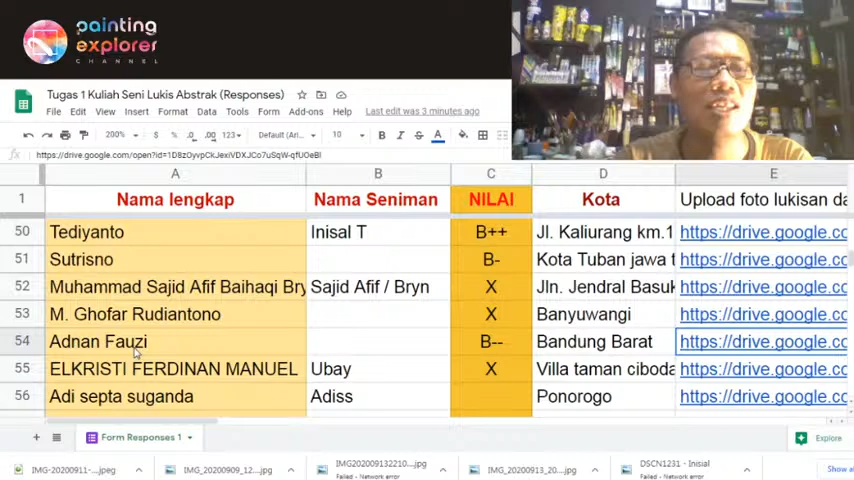 painting
explorer
CHANNEL
Tugas 1 Kuliah Seni Lukis Abstrak (Responses)
File Edit View Insert Format Data Tools Form Add-ons Help Last edit was 3 minutes ago
200% $ % .0 .00 123 Default (Ari... 10 B I S A
fx
A B C D E
1 Nama lengkap Nama Seniman NILAI Kota Upload foto lukisan da
50 Tediyanto Inisal T B++ Jl. Kaliurang km.1 https://drive.google.co
51 Sutrisno B- Kota Tuban jawa t https://drive.google.co
52 Muhammad Sajid Afif Baihaqi Bry Sajid Afif / Bryn X Jln. Jendral Basuk https://drive.google.co
53 M. Ghofar Rudiantono X Banyuwangi https://drive.google.co
54 Adnan Fauzi B-- Bandung Barat https://drive.google.co
55 ELKRISTI FERDINAN MANUEL Ubay X Villa taman ciboda https://drive.google.co
56 Adi septa suganda Adiss Ponorogo https://drive.google.co
Form Responses 1 Explore
IMG-20200911-....jpeg IMG_20200909_12....jpg IMG_202009132210....jpg IMG_20200913_20....jpg DSCN1231 - Inisial Show al
Failed - Network error Failed - Network error